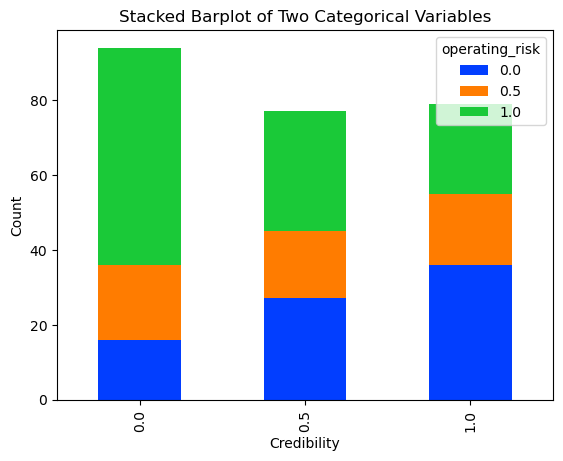 Stacked Barplot of Two Categorical Variables
operating_risk
0.0
0.5
1.0
80
60
40
20
0
Count
0.0
0.5
1.0
Credibility